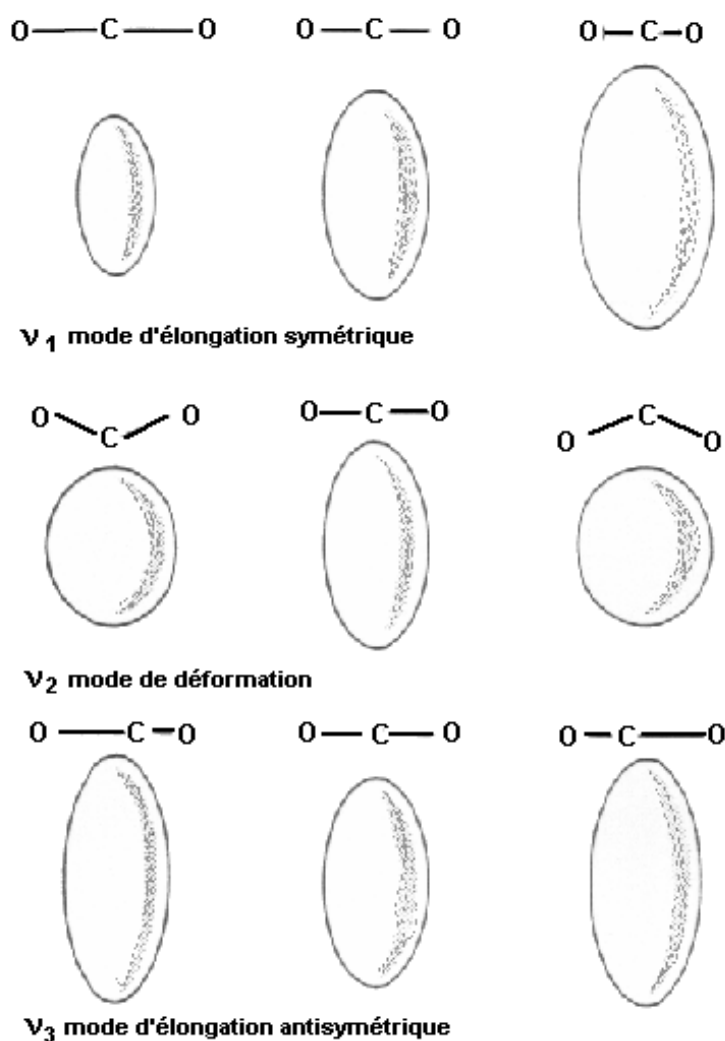 O—C—O O—C—O O—C—O
ν1 mode d'élongation symétrique
O C O O—C—O O C O
ν2 mode de déformation
O—C-O O—C—O O-C—O
ν3 mode d'élongation antisymétrique